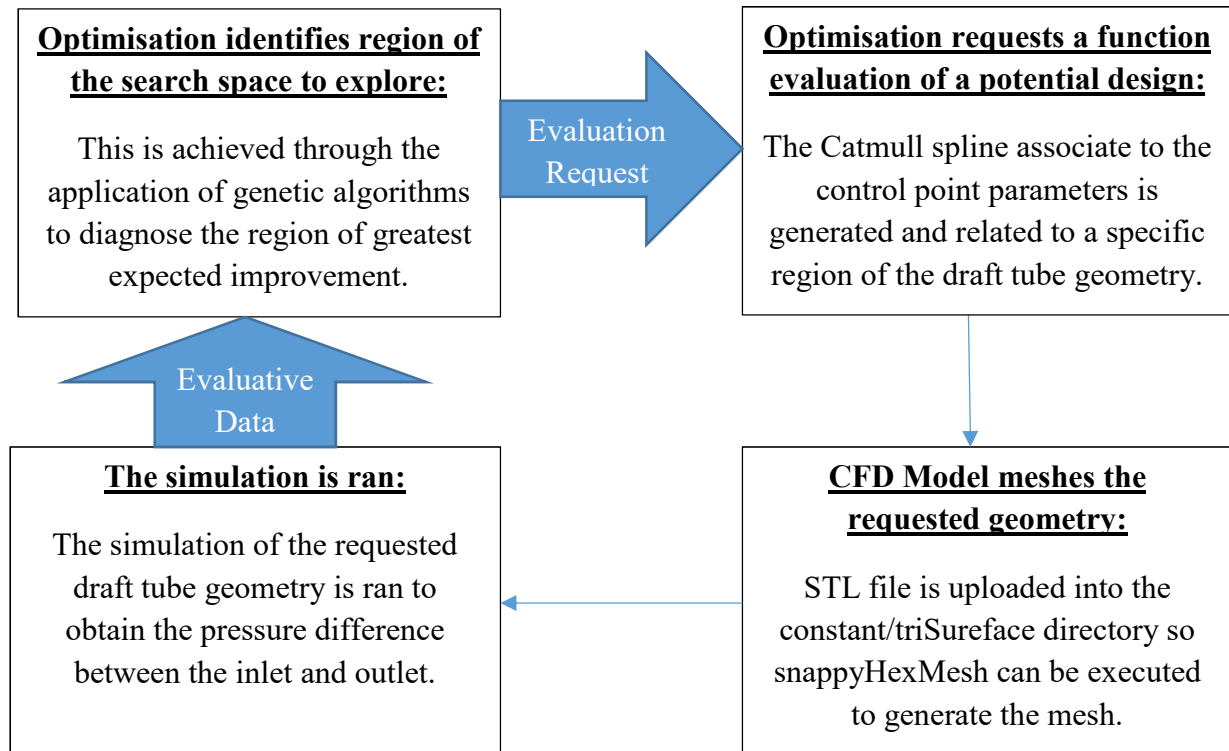 Optimisation identifies region of
the search space to explore:
This is achieved through the
application of genetic algorithms
to diagnose the region of greatest
expected improvement.
Evaluation
Request
Optimisation requests a function
evaluation of a potential design:
The Catmull spline associate to the
control point parameters is
generated and related to a specific
region of the draft tube geometry.
CFD Model meshes the
requested geometry:
STL file is uploaded into the
constant/triSureface directory so
snappyHexMesh can be executed
to generate the mesh.
The simulation is ran:
The simulation of the requested
draft tube geometry is ran to
obtain the pressure difference
between the inlet and outlet.
Evaluative
Data